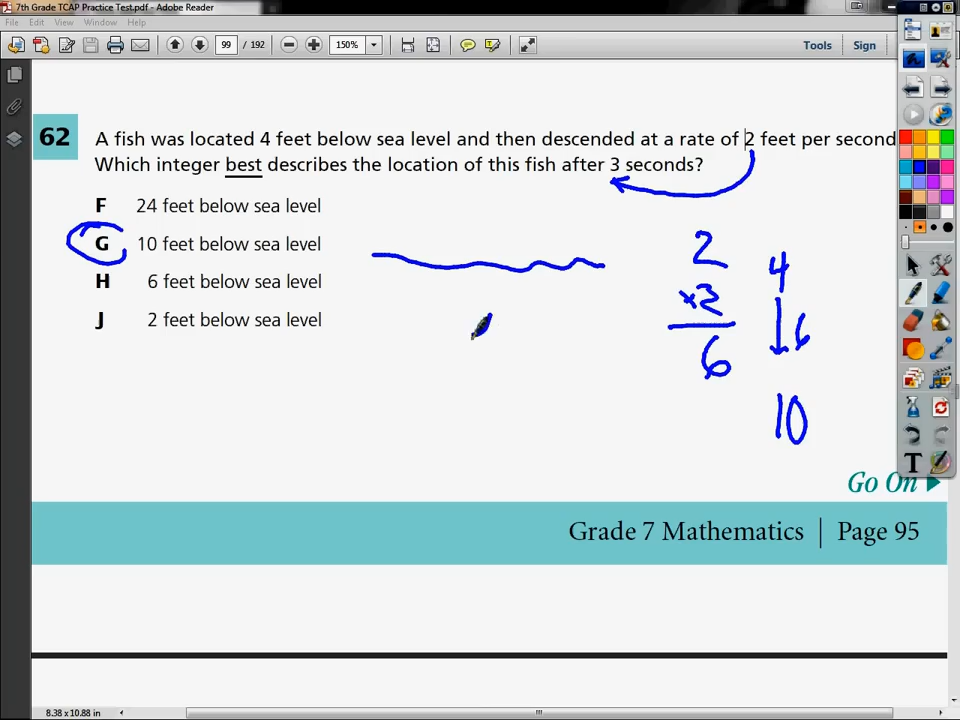 7th Grade TCAP Practice Test.pdf - Adobe Reader
File Edit View Window Help
99 / 192 150% Tools Sign
62 A fish was located 4 feet below sea level and then descended at a rate of 2 feet per second
Which integer best describes the location of this fish after 3 seconds?
F 24 feet below sea level
G 10 feet below sea level
H 6 feet below sea level
J 2 feet below sea level
2
×3
6
4
6
10
T
Go On
Grade 7 Mathematics | Page 95
8.38 x 10.88 in